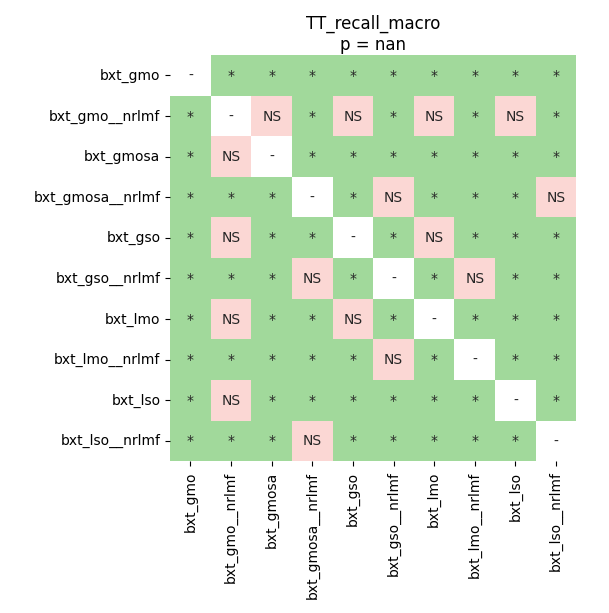 TT_recall_macro
p = nan
bxt_gmo - * * * * * * * * *
bxt_gmo__nrlmf * - NS * NS * NS * NS *
bxt_gmosa * NS - * * * * * * *
bxt_gmosa__nrlmf * * * - * NS * * * NS
bxt_gso * NS * * - * NS * * *
bxt_gso__nrlmf * * * NS * - * NS * *
bxt_lmo * NS * * NS * - * * *
bxt_lmo__nrlmf * * * * * NS * - * *
bxt_lso * NS * * * * * * - *
bxt_lso__nrlmf * * * NS * * * * * -
bxt_gmo
bxt_gmo__nrlmf
bxt_gmosa
bxt_gmosa__nrlmf
bxt_gso
bxt_gso__nrlmf
bxt_lmo
bxt_lmo__nrlmf
bxt_lso
bxt_lso__nrlmf